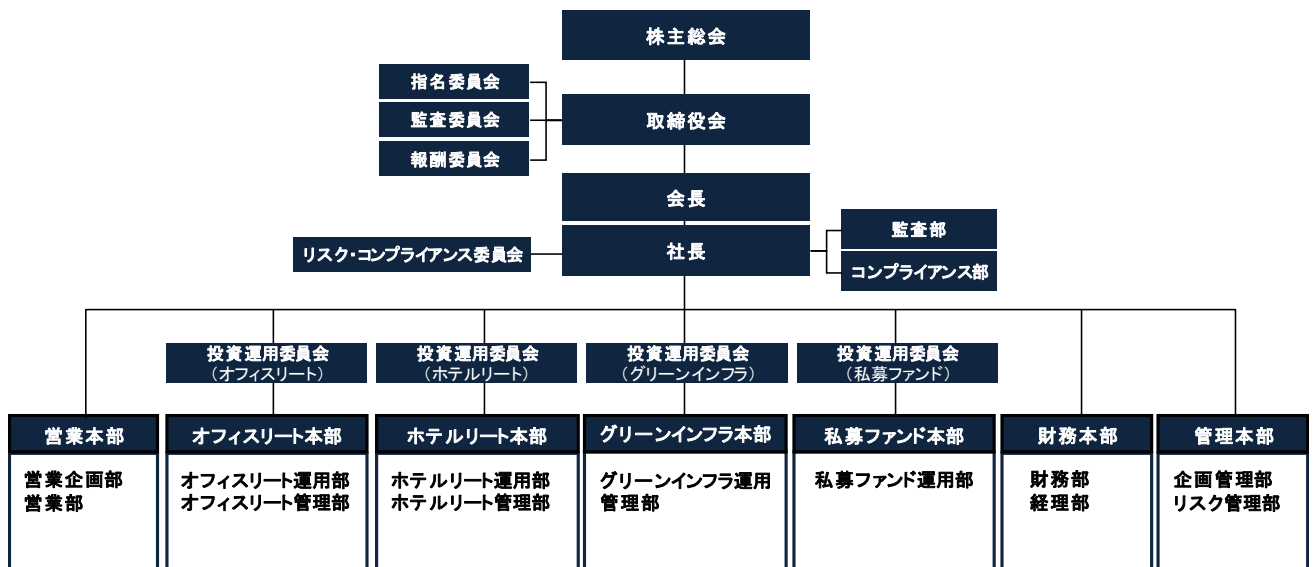 株主総会
指名委員会
監査委員会
報酬委員会
取締役会
会長
社長
リスク・コンプライアンス委員会
監査部
コンプライアンス部
投資運用委員会
（オフィスリート）
投資運用委員会
（ホテルリート）
投資運用委員会
（グリーンインフラ）
投資運用委員会
（私募ファンド）
営業本部
営業企画部
営業部
オフィスリート本部
オフィスリート運用部
オフィスリート管理部
ホテルリート本部
ホテルリート運用部
ホテルリート管理部
グリーンインフラ本部
グリーンインフラ運用
管理部
私募ファンド本部
私募ファンド運用部
財務本部
財務部
経理部
管理本部
企画管理部
リスク管理部